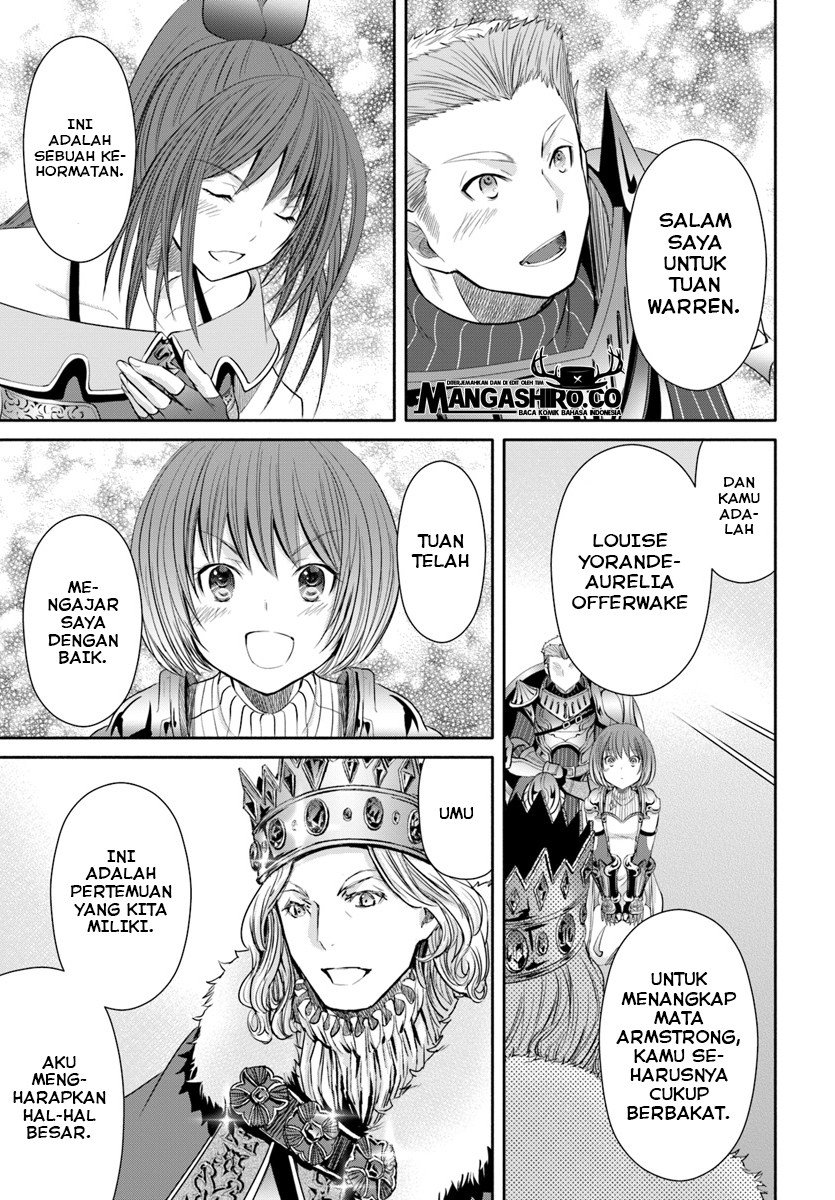 SALAM
SAYA
UNTUK
TUAN
WARREN.
INI
ADALAH
SEBUAH KE-
HORMATAN.
DITERJEMAHKAN DAN DI EDIT OLEH TIM
MANGASHIRO.CO
BACA KOMIK BAHASA INDONESIA
DAN
KAMU
ADA-
LAH
LOUISE
YORANDE-
AURELIA
OFFERWAKE
UNTUK
MENANGKAP
MATA
ARMSTRONG,
KAMU SE-
HARUSNYA
CUKUP
BERBAKAT.
TUAN
TELAH
ME-
NGAJAR
SAYA
DENGAN
BAIK.
UMU
INI
ADALAH
PERTEMUAN
YANG KITA
MILIKI.
AKU
MENG-
HARAPKAN
HAL-HAL
BESAR.